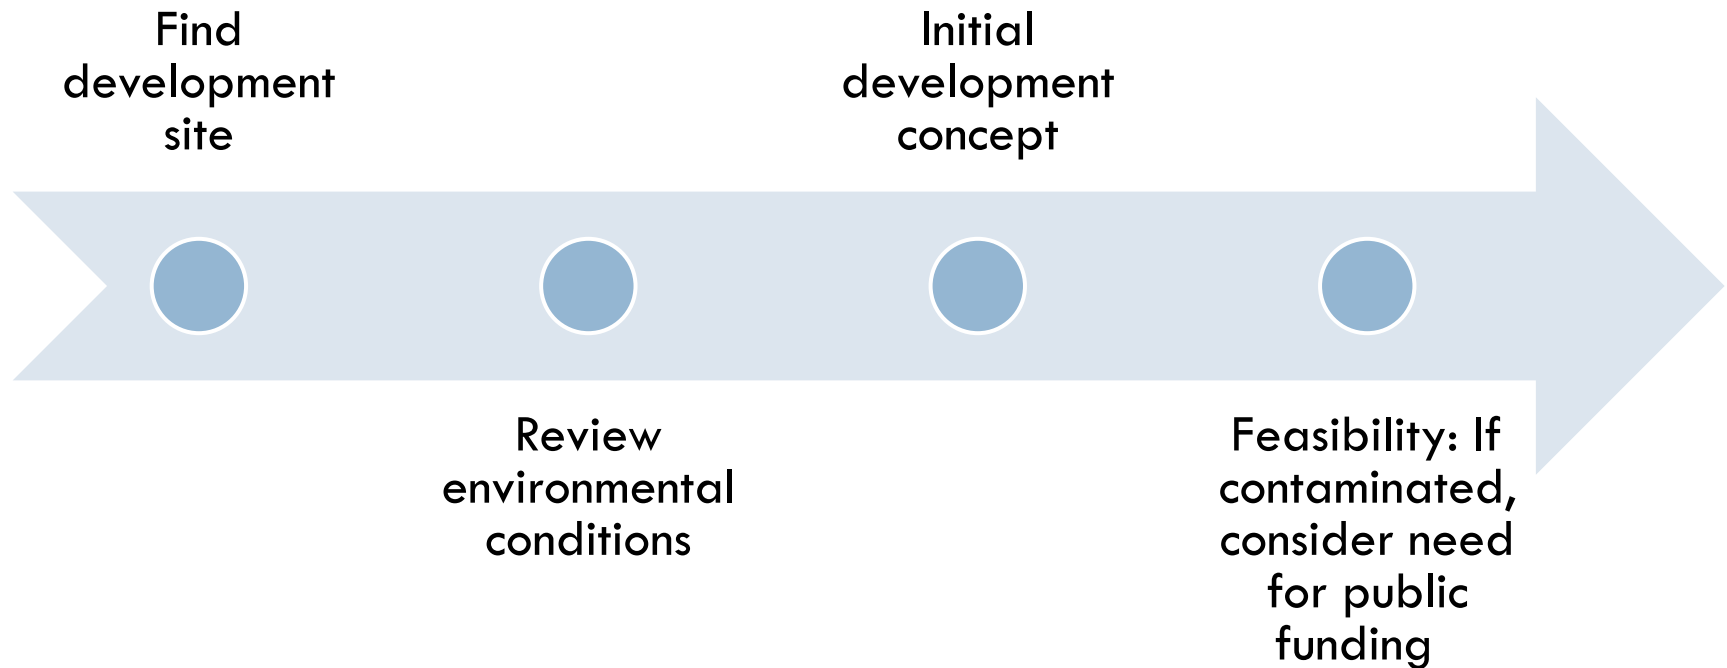 Find
development
site
Review
environmental
conditions
Initial
development
concept
Feasibility: If
contaminated,
consider need
for public
funding